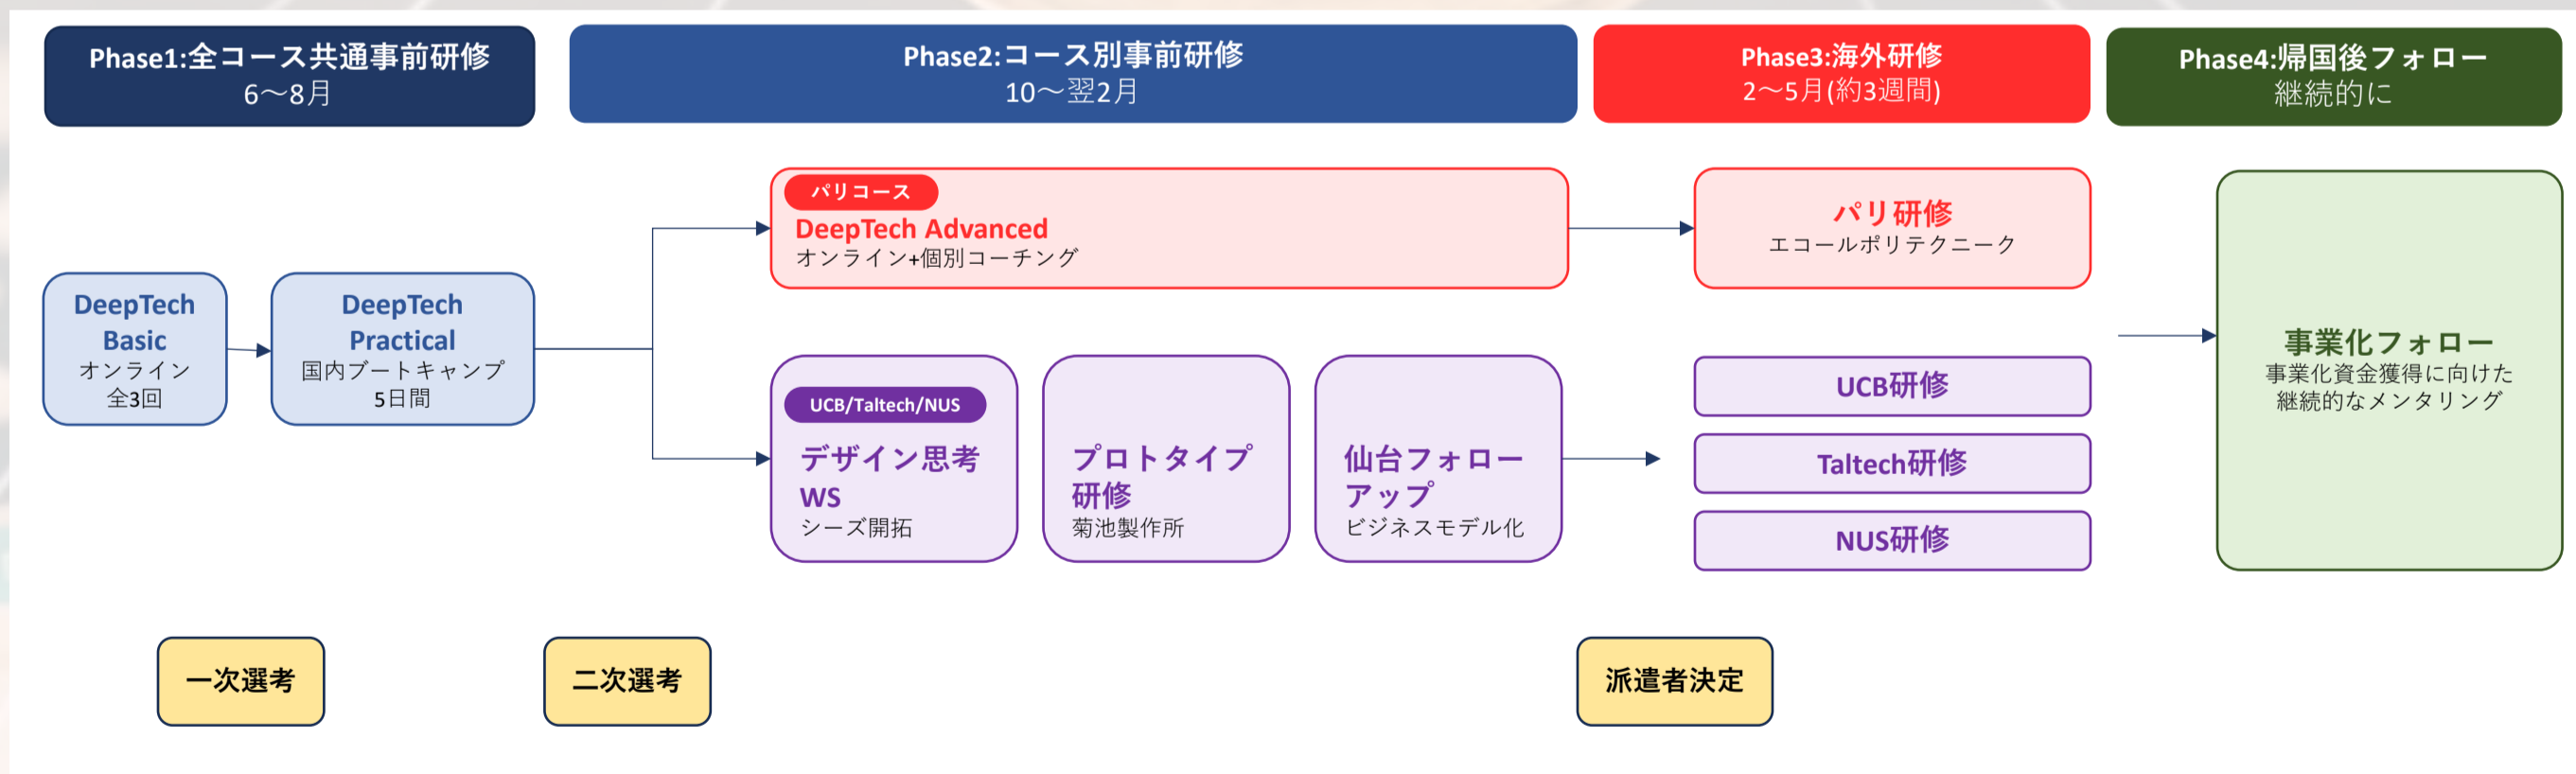 Phase1:全コース共通事前研修
6～8月
Phase2:コース別事前研修
10～翌2月
Phase3:海外研修
2～5月(約3週間)
Phase4:帰国後フォロー
継続的に
DeepTech
Basic
オンライン
全3回
DeepTech
Practical
国内ブートキャンプ
5日間
パリコース
DeepTech Advanced
オンライン+個別コーチング
パリ研修
エコールポリテクニーク
UCB/Taltech/NUS
デザイン思考
WS
シーズ開拓
プロトタイプ
研修
菊池製作所
仙台フォロー
アップ
ビジネスモデル化
UCB研修
Taltech研修
NUS研修
事業化フォロー
事業化資金獲得に向けた
継続的なメンタリング
一次選考
二次選考
派遣者決定